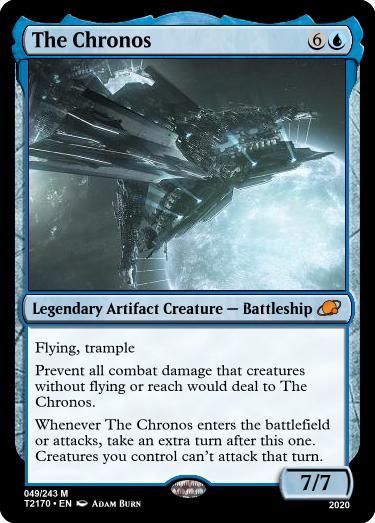 The Chronos 6
Legendary Artifact Creature — Battleship
Flying, trample
Prevent all combat damage that creatures
without flying or reach would deal to The
Chronos.
Whenever The Chronos enters the battlefield
or attacks, take an extra turn after this one.
Creatures you control can't attack that turn.
7/7
049/243 M
T2170 • EN Adam Burn
2020